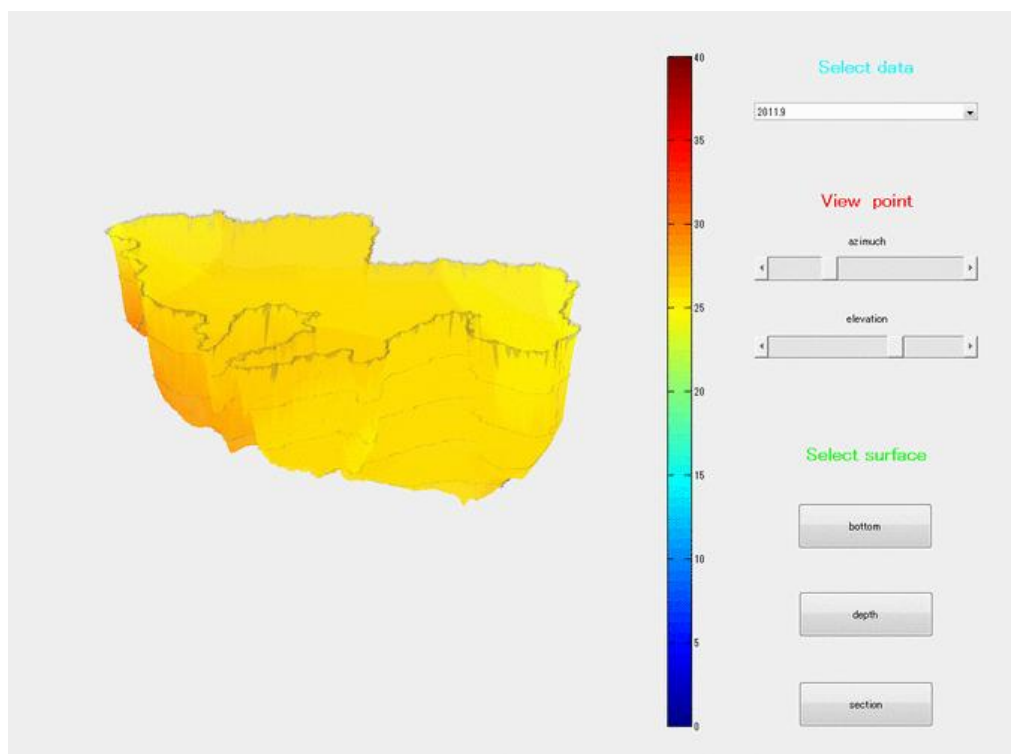 40
35
30
25
20
15
10
5
0
Select data
2011.9
View point
azimuch
elevation
Select surface
bottom
depth
section